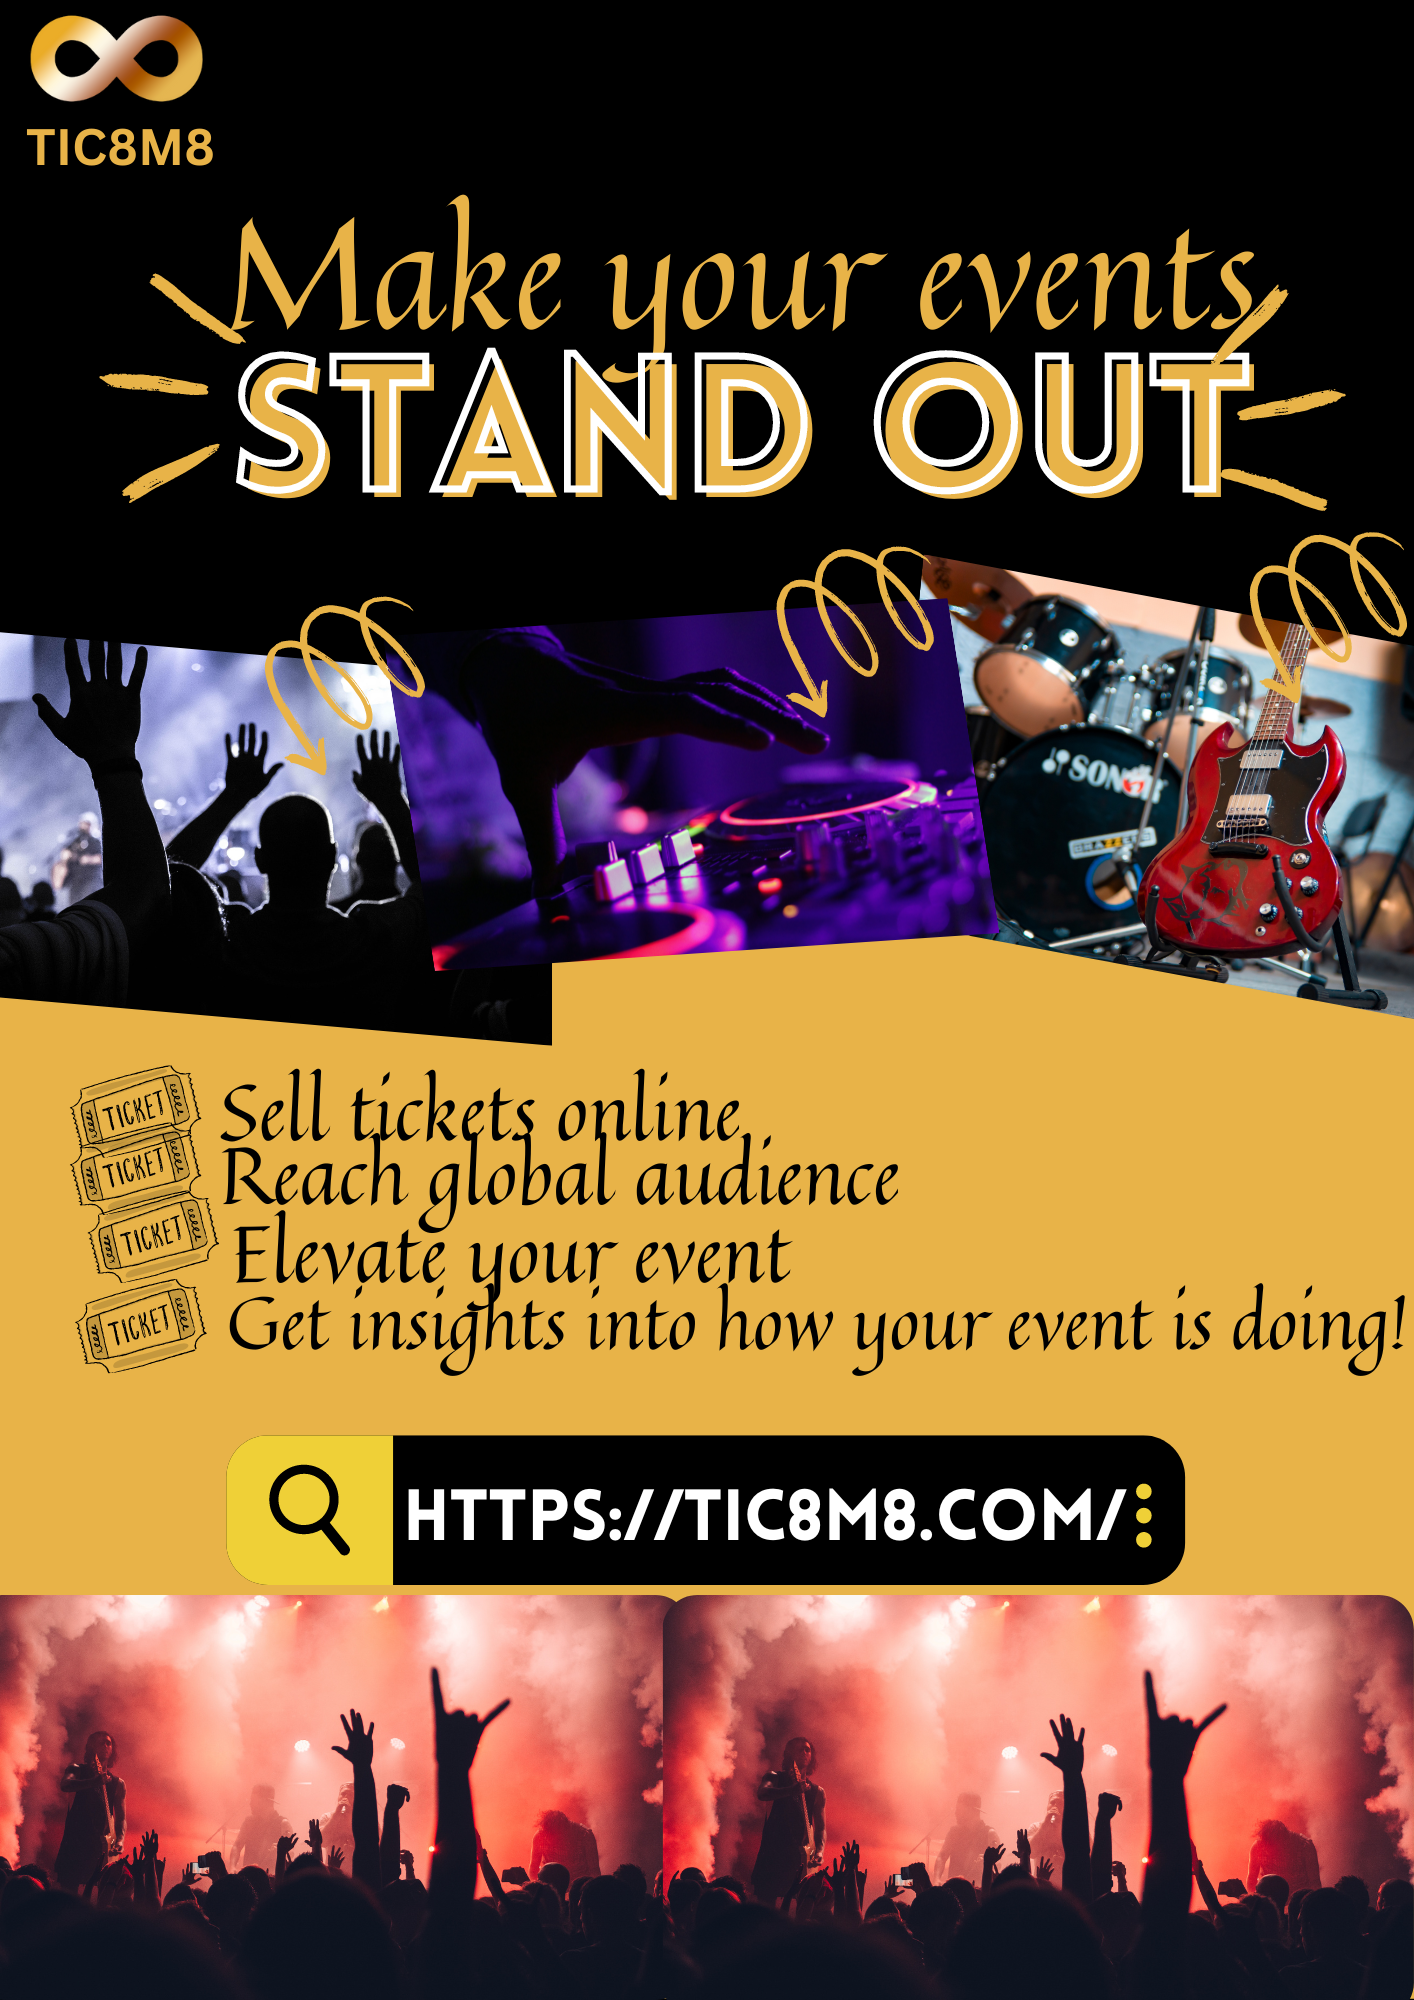 TIC8M8
Make your events
STAND OUT
SON
TICKET
Sell tickets online
TICKET
Reach global audience
TICKET
Elevate your event
TICKET
Get insights into how your event is doing!
HTTPS://TIC8M8.COM/